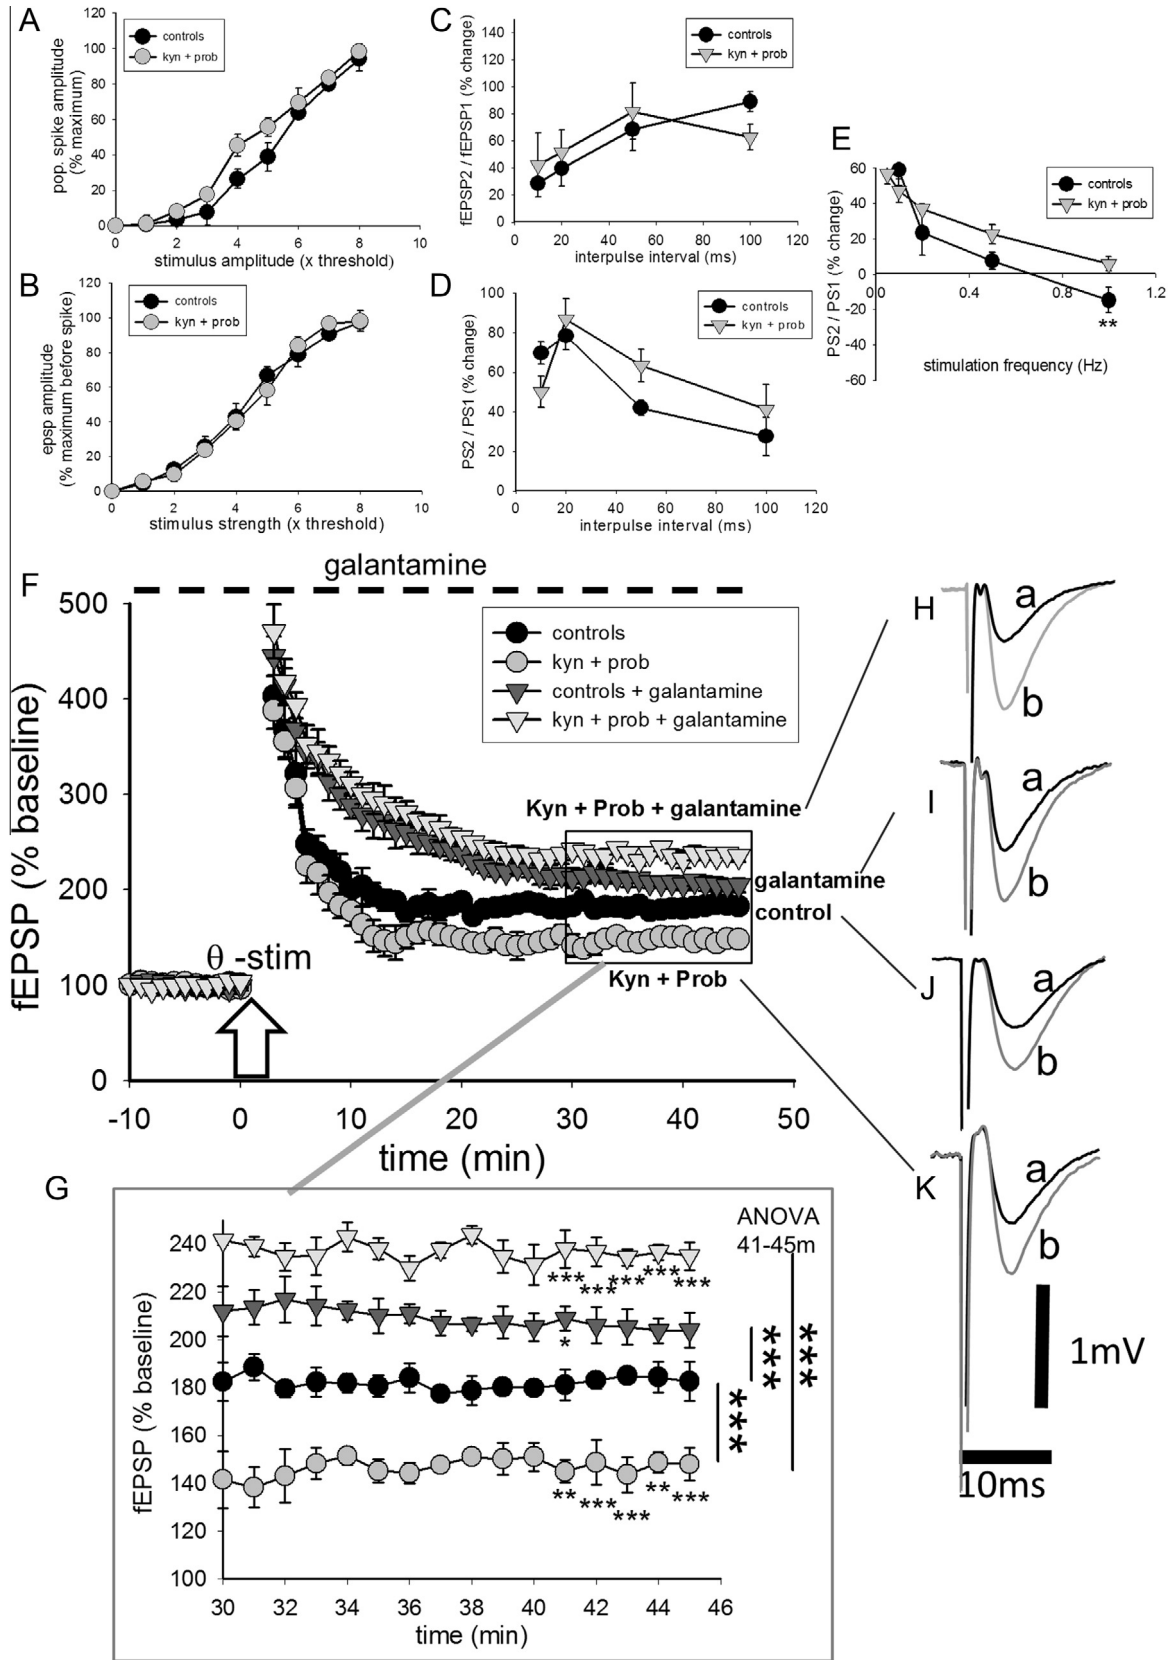 A
120
100
80
60
40
20
0
0 2 4 6 8 10
pop. spike amplitude
(% maximum)
stimulus amplitude (x threshold)
controls
kyn + prob
B
120
100
80
60
40
20
0
0 2 4 6 8 10
epsp amplitude
(% maximum before spike)
stimulus strength (x threshold)
controls
kyn + prob
C
140
120
100
80
60
40
20
0
0 20 40 60 80 100 120
fEPSP2 / fEPSP1 (% change)
interpulse interval (ms)
controls
kyn + prob
D
100
80
60
40
20
0
0 20 40 60 80 100 120
PS2 / PS1 (% change)
interpulse interval (ms)
controls
kyn + prob
E
60
40
20
0
-20
-40
-60
0.0 0.4 0.8 1.2
PS2 / PS1 (% change)
stimulation frequency (Hz)
controls
kyn + prob
**
F
galantamine
500
400
300
200
100
0
-10 0 10 20 30 40 50
fEPSP (% baseline)
time (min)
controls
kyn + prob
controls + galantamine
kyn + prob + galantamine
θ -stim
Kyn + Prob + galantamine
galantamine
control
Kyn + Prob
H
a
b
I
a
b
J
a
b
K
a
b
1mV
10ms
G
240
220
200
180
160
140
120
100
30 32 34 36 38 40 42 44 46
fEPSP (% baseline)
time (min)
ANOVA
41-45m
*** *** *** *** ***
*
** *** *** ** ***
***
***
***